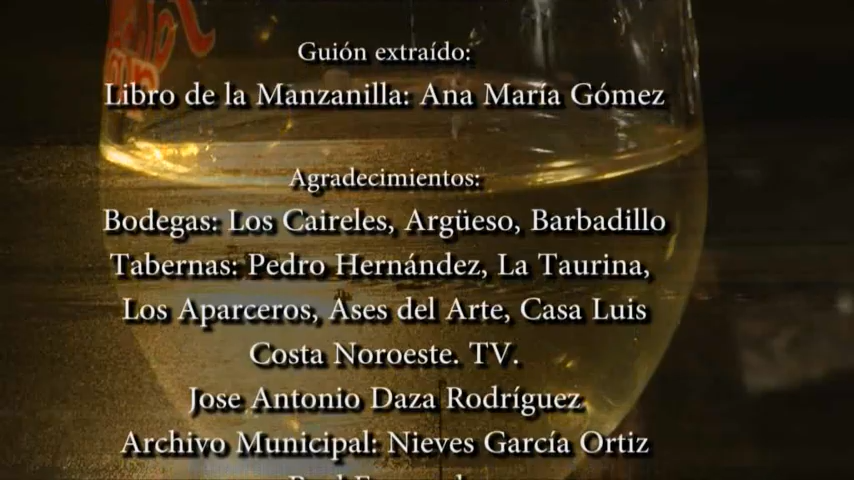 Guión extraído:
Libro de la Manzanilla: Ana María Gómez
Agradecimientos:
Bodegas: Los Caireles, Argüeso, Barbadillo
Tabernas: Pedro Hernández, La Taurina,
Los Aparceros, Ases del Arte, Casa Luis
Costa Noroeste. TV.
Jose Antonio Daza Rodríguez
Archivo Municipal: Nieves García Ortiz